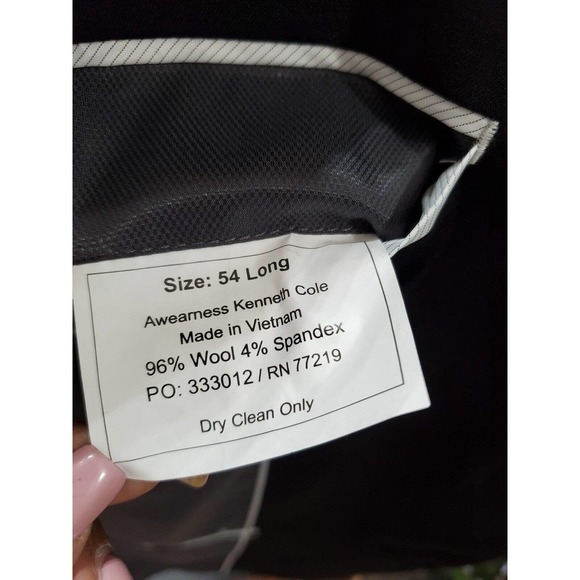 Size: 54 Long
Awearness Kenneth Cole
Made in Vietnam
96% Wool 4% Spandex
PO: 333012 / RN 77219
Dry Clean Only